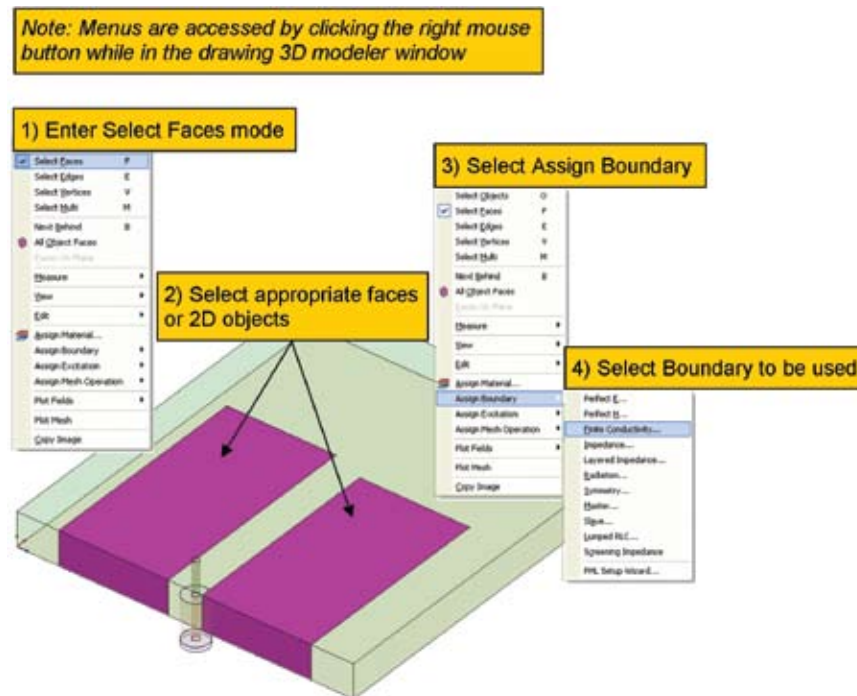 Note: Menus are accessed by clicking the right mouse
button while in the drawing 3D modeler window
1) Enter Select Faces mode
Select Faces F
Select Edges E
Select Vertices V
Select Multi M
Next Behind B
All Object Faces
Faces On Plane
Measure
View
Edit
Assign Material...
Assign Boundary
Assign Excitation
Assign Mesh Operation
Plot Fields
Plot Mesh
Copy Image
2) Select appropriate faces
or 2D objects
3) Select Assign Boundary
Select Objects O
Select Faces F
Select Edges E
Select Vertices V
Select Multi M
Next Behind B
All Object Faces
Faces On Plane
Measure
View
Edit
Assign Material...
Assign Boundary
Assign Excitation
Assign Mesh Operation
Plot Fields
Plot Mesh
Copy Image
4) Select Boundary to be used
Perfect E...
Perfect H...
Finite Conductivity...
Impedance...
Layered Impedance...
Radiation...
Symmetry...
Master...
Slave...
Lumped RLC...
Screening Impedance
PML Setup Wizard...